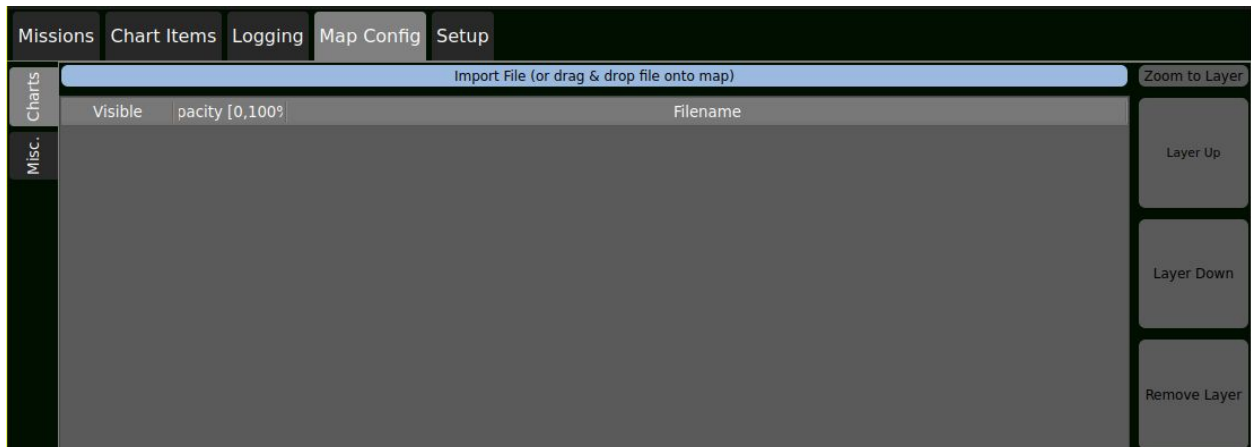 Missions Chart Items Logging Map Config Setup
Charts
Import File (or drag & drop file onto map)
Zoom to Layer
Visible pacity [0,100% Filename
Misc.
Layer Up
Layer Down
Remove Layer